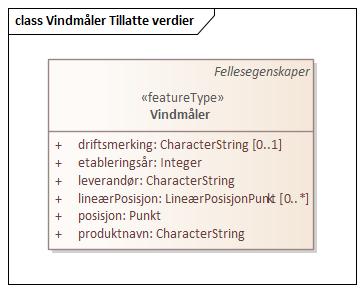 class Vindmåler Tillatte verdier
Fellesegenskaper
«featureType»
Vindmåler
+ driftsmerking: CharacterString [0..1]
+ etableringsår: Integer
+ leverandør: CharacterString
+ lineærPosisjon: LineærPosisjonPunkt [0..*]
+ posisjon: Punkt
+ produktnavn: CharacterString